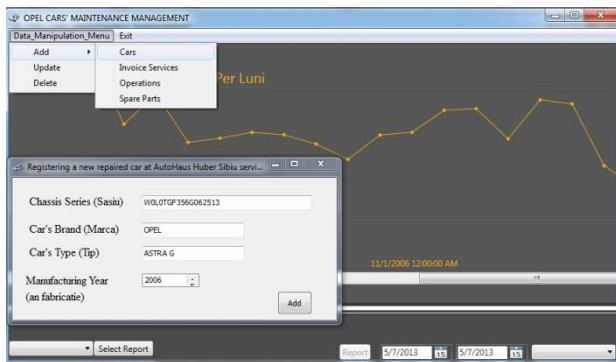 OPEL CARS' MAINTENANCE MANAGEMENT
Data_Manipulation_Menu Exit
Add
Update
Delete
Cars
Invoice Services
Operations
Spare Parts
Per Luni
Registering a new repaired car at AutoHaus Huber Sibiu servi...
Chassis Series (Sasiu) W0L0TGF356G062513
Car's Brand (Marca) OPEL
Car's Type (Tip) ASTRA G
Manufacturing Year 2006
(an fabricatie)
Add
11/1/2006 12:00:00 AM
Select Report Report 5/7/2013 15 5/7/2013 15